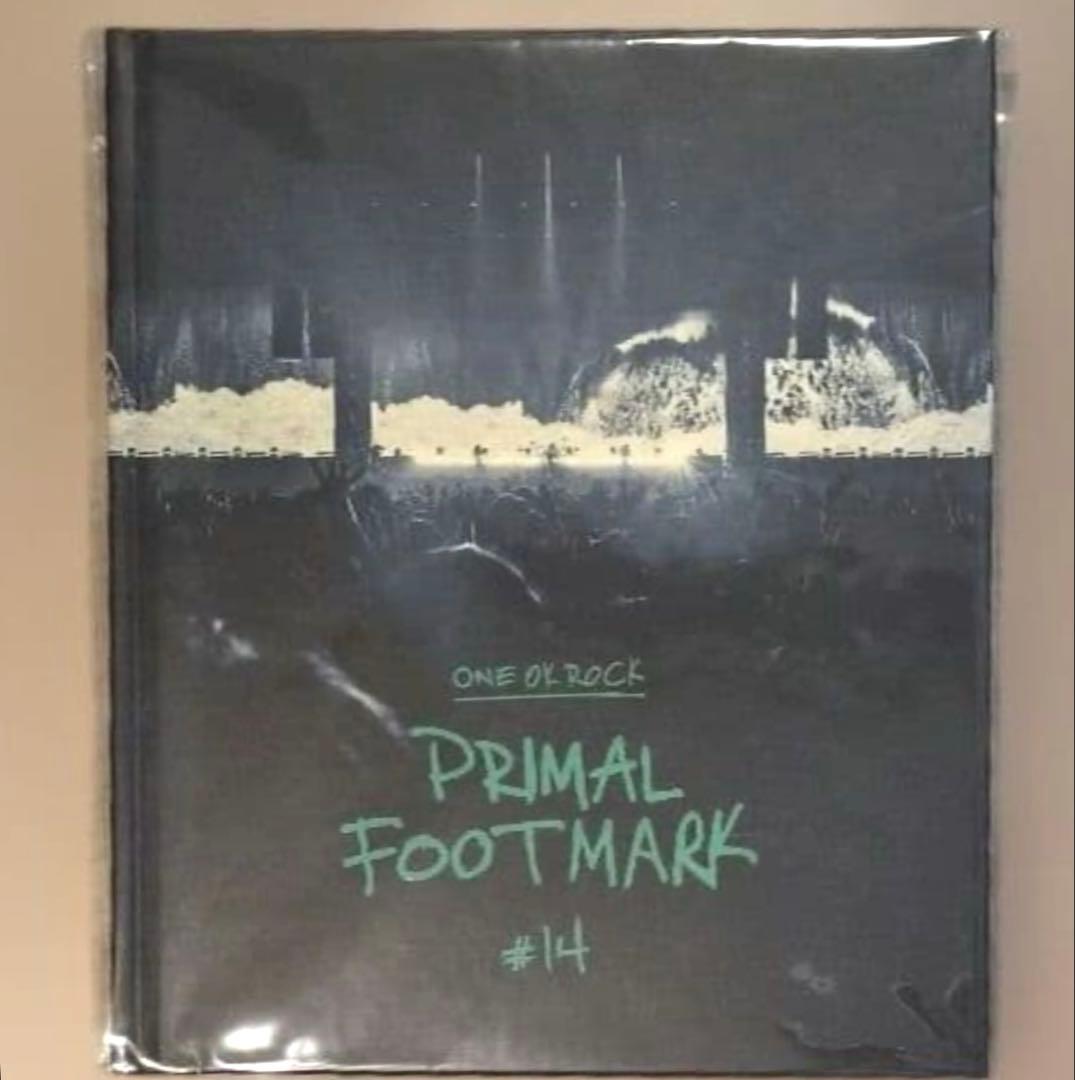 ONE OK ROCK
PRIMAL
FOOTMARK
#14